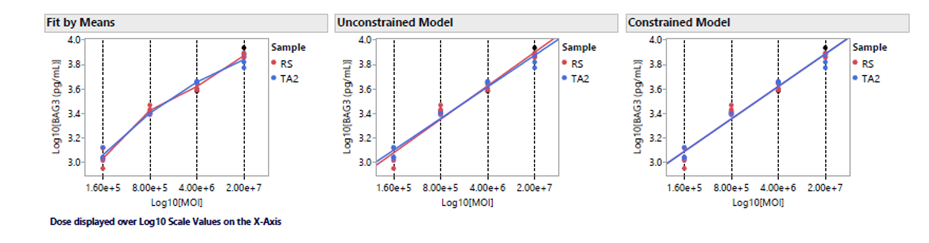 Fit by Means
Unconstrained Model
Constrained Model
4.0
3.8
3.6
3.4
3.2
3.0
Log10[BAG3 (pg/mL)]
1.60e+5 8.00e+5 4.00e+6 2.00e+7
Log10[MOI]
Sample
RS
TA2
4.0
3.8
3.6
3.4
3.2
3.0
Log10[BAG3 (pg/mL)]
1.60e+5 8.00e+5 4.00e+6 2.00e+7
Log10[MOI]
Sample
RS
TA2
4.0
3.8
3.6
3.4
3.2
3.0
Log10[BAG3 (pg/mL)]
1.60e+5 8.00e+5 4.00e+6 2.00e+7
Log10[MOI]
Sample
RS
TA2
Dose displayed over Log10 Scale Values on the X-Axis